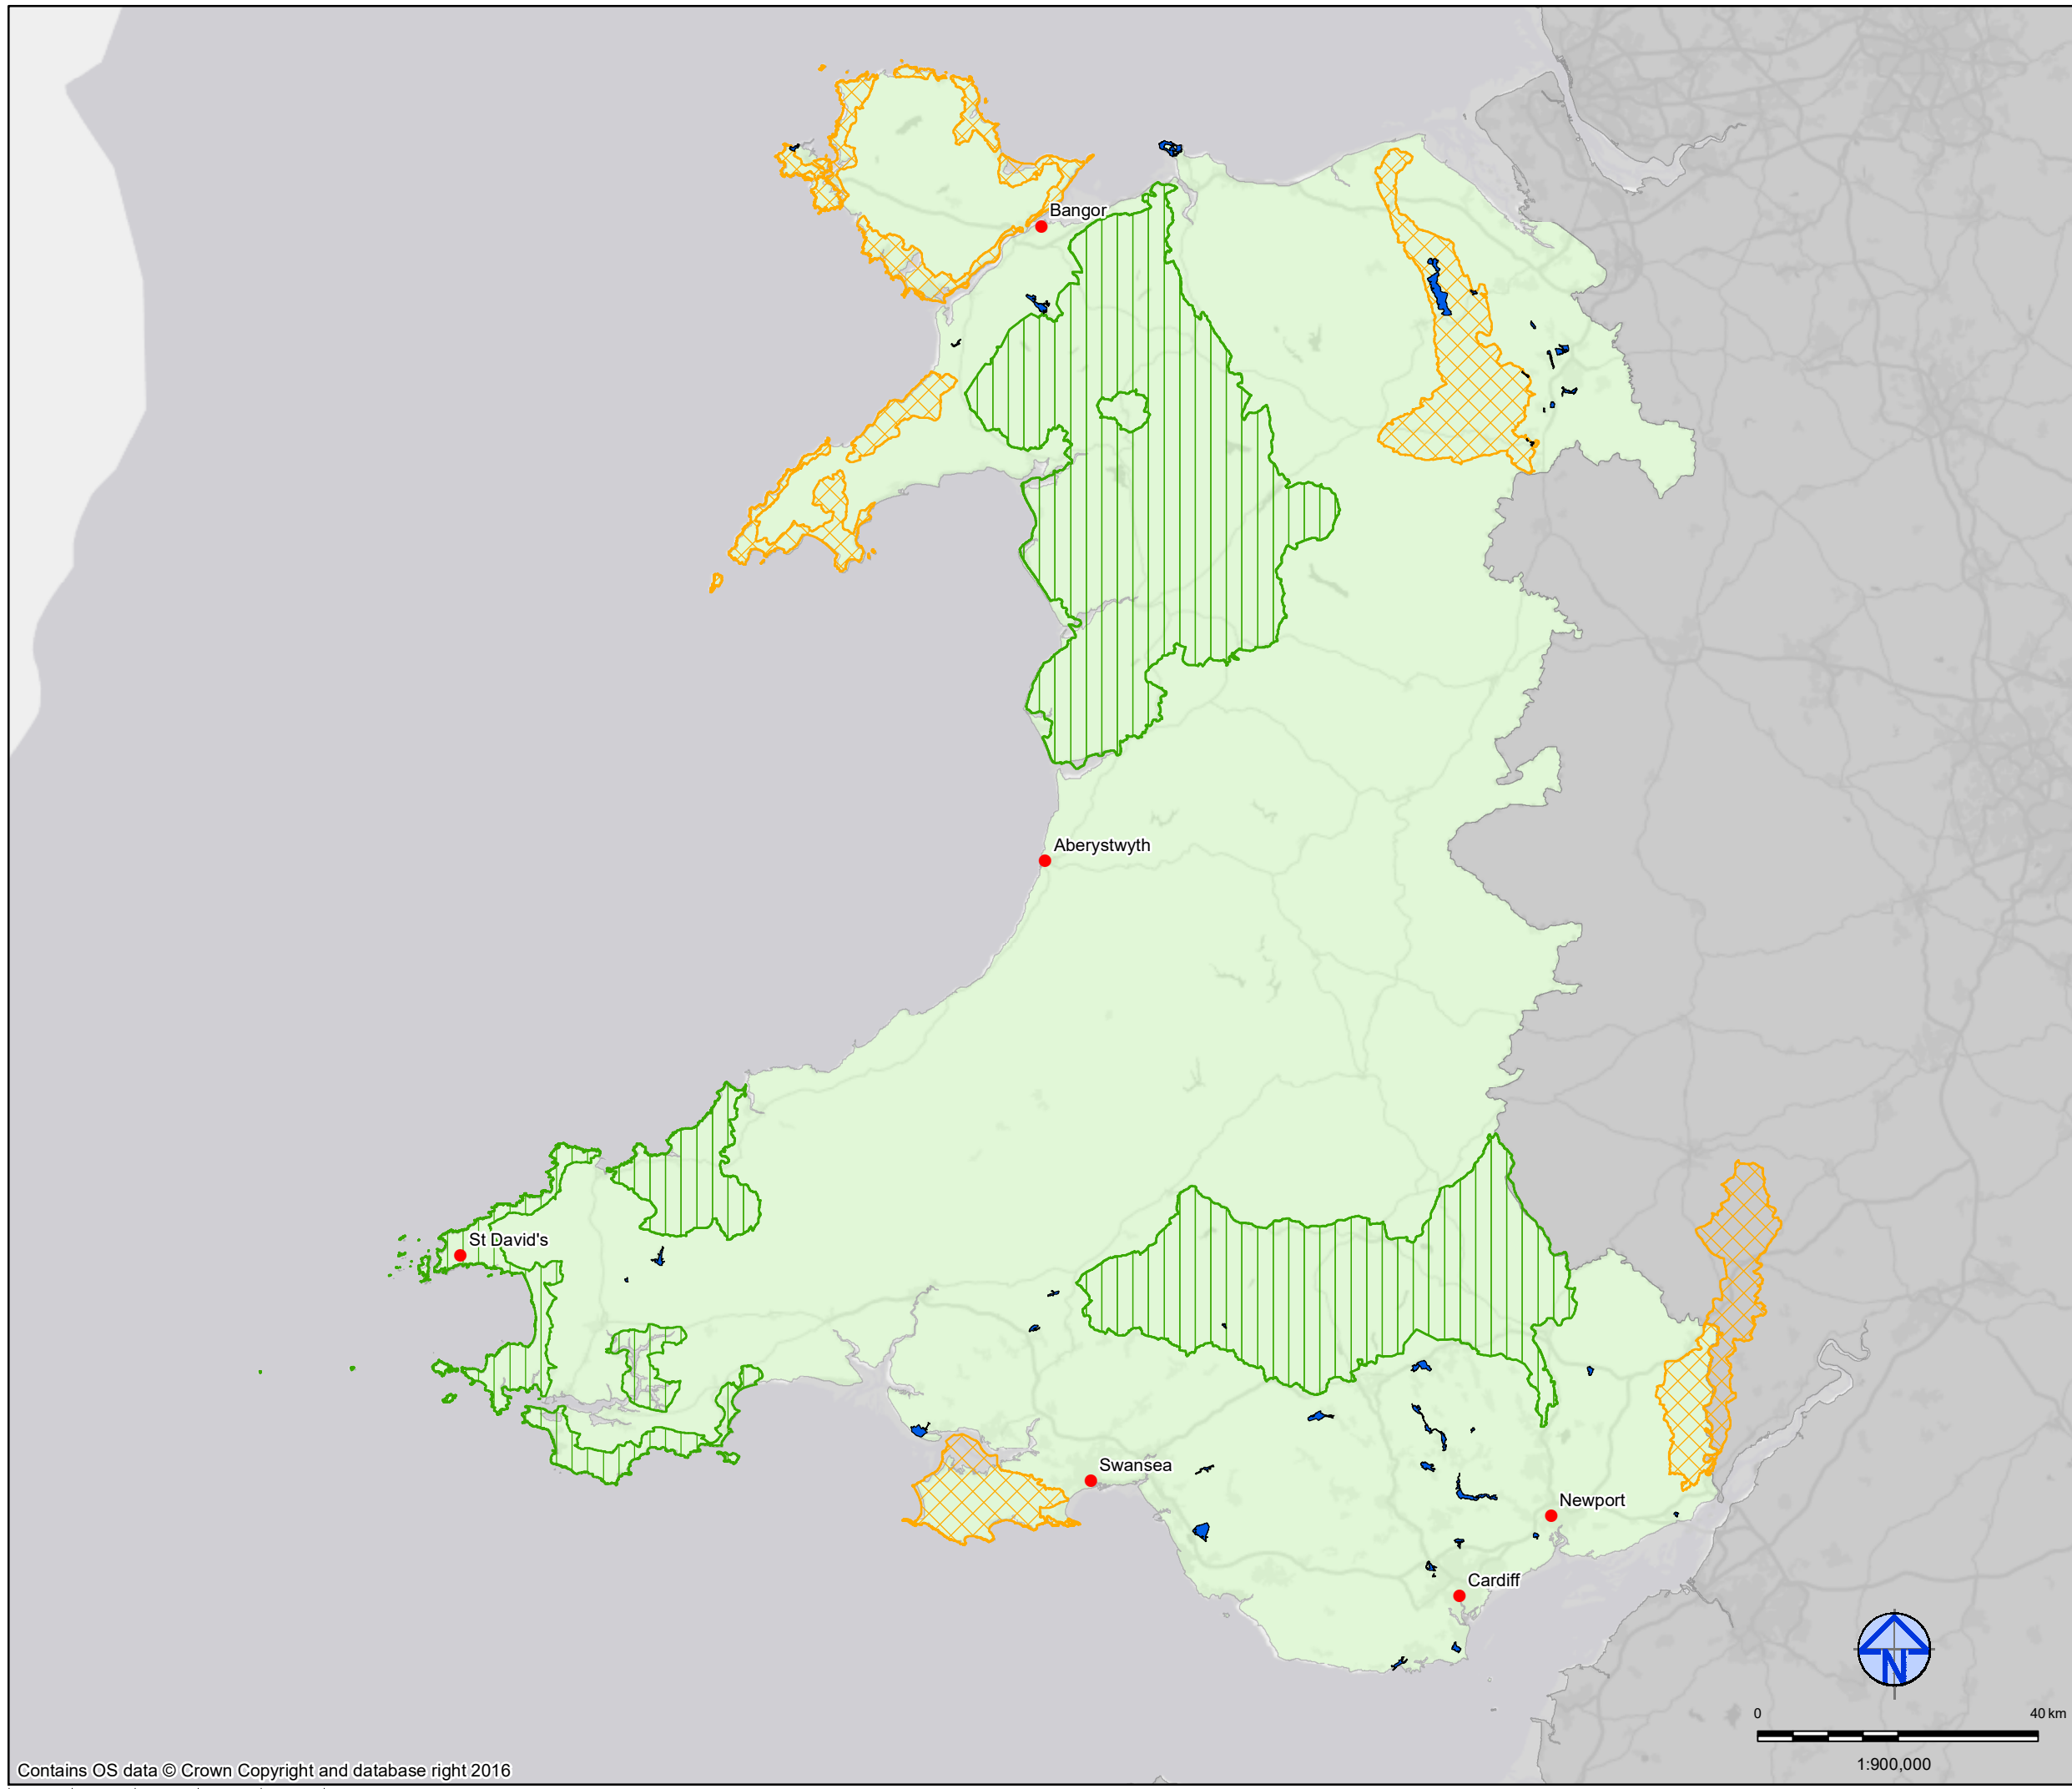 Bangor
Aberystwyth
St David's
Swansea
Newport
Cardiff
N
0 40 km
1:900,000
Contains OS data © Crown Copyright and database right 2016